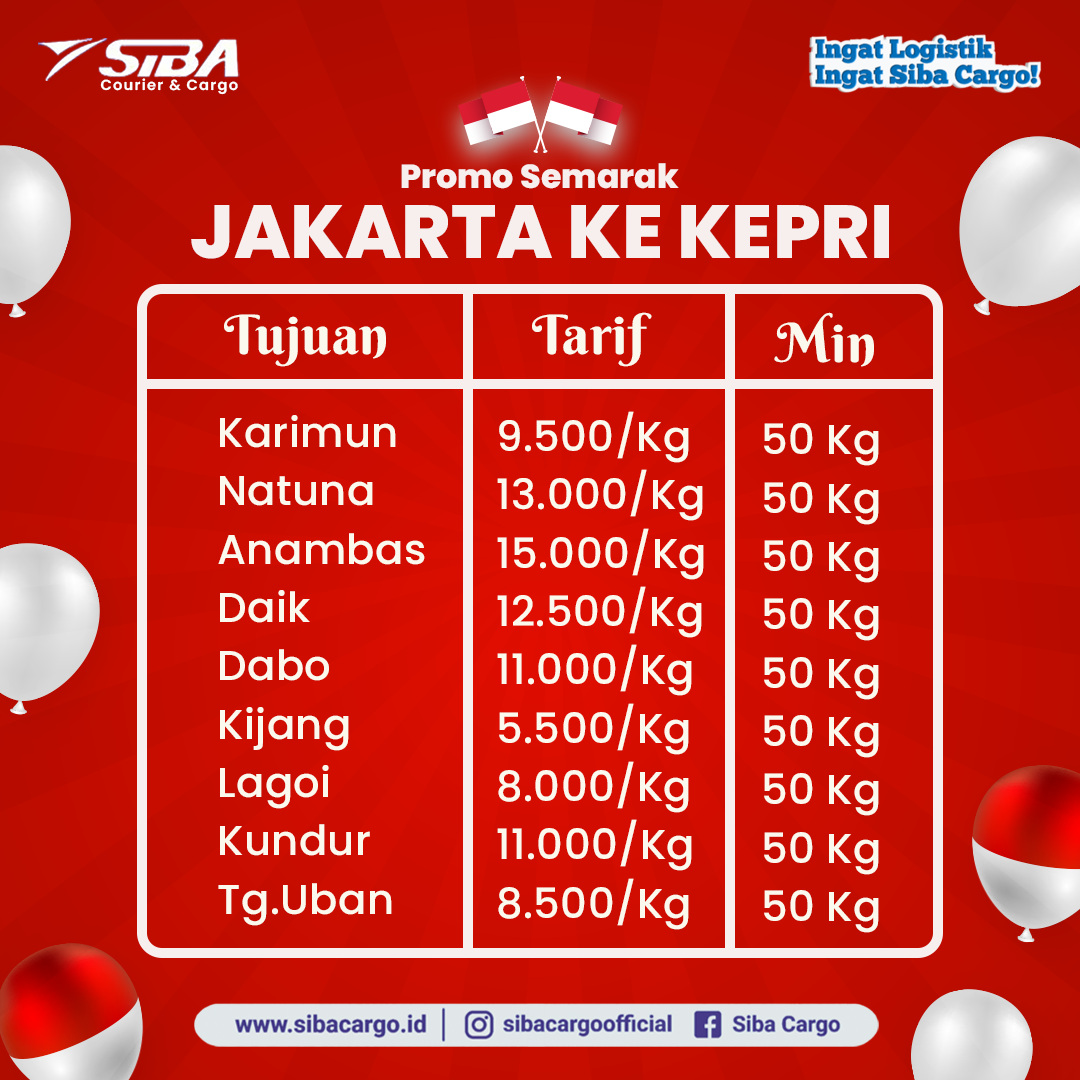 SIBA
Courier & Cargo
Ingat Logistik
Ingat Siba Cargo!
Promo Semarak
JAKARTA KE KEPRI
Tujuan Tarif Min
Karimun 9.500/Kg 50 Kg
Natuna 13.000/Kg 50 Kg
Anambas 15.000/Kg 50 Kg
Daik 12.500/Kg 50 Kg
Dabo 11.000/Kg 50 Kg
Kijang 5.500/Kg 50 Kg
Lagoi 8.000/Kg 50 Kg
Kundur 11.000/Kg 50 Kg
Tg.Uban 8.500/Kg 50 Kg
www.sibacargo.id | sibacargoofficial Siba Cargo